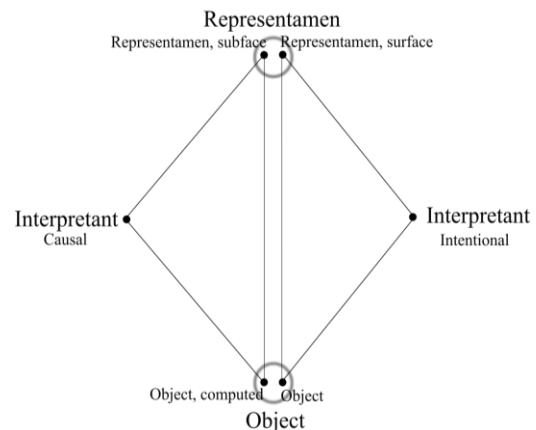 Representamen
Representamen, subface Representamen, surface
Interpretant Interpretant
Causal Intentional
Object, computed Object
Object